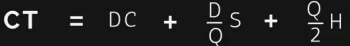 CT = DC + D/Q S + Q/2 H